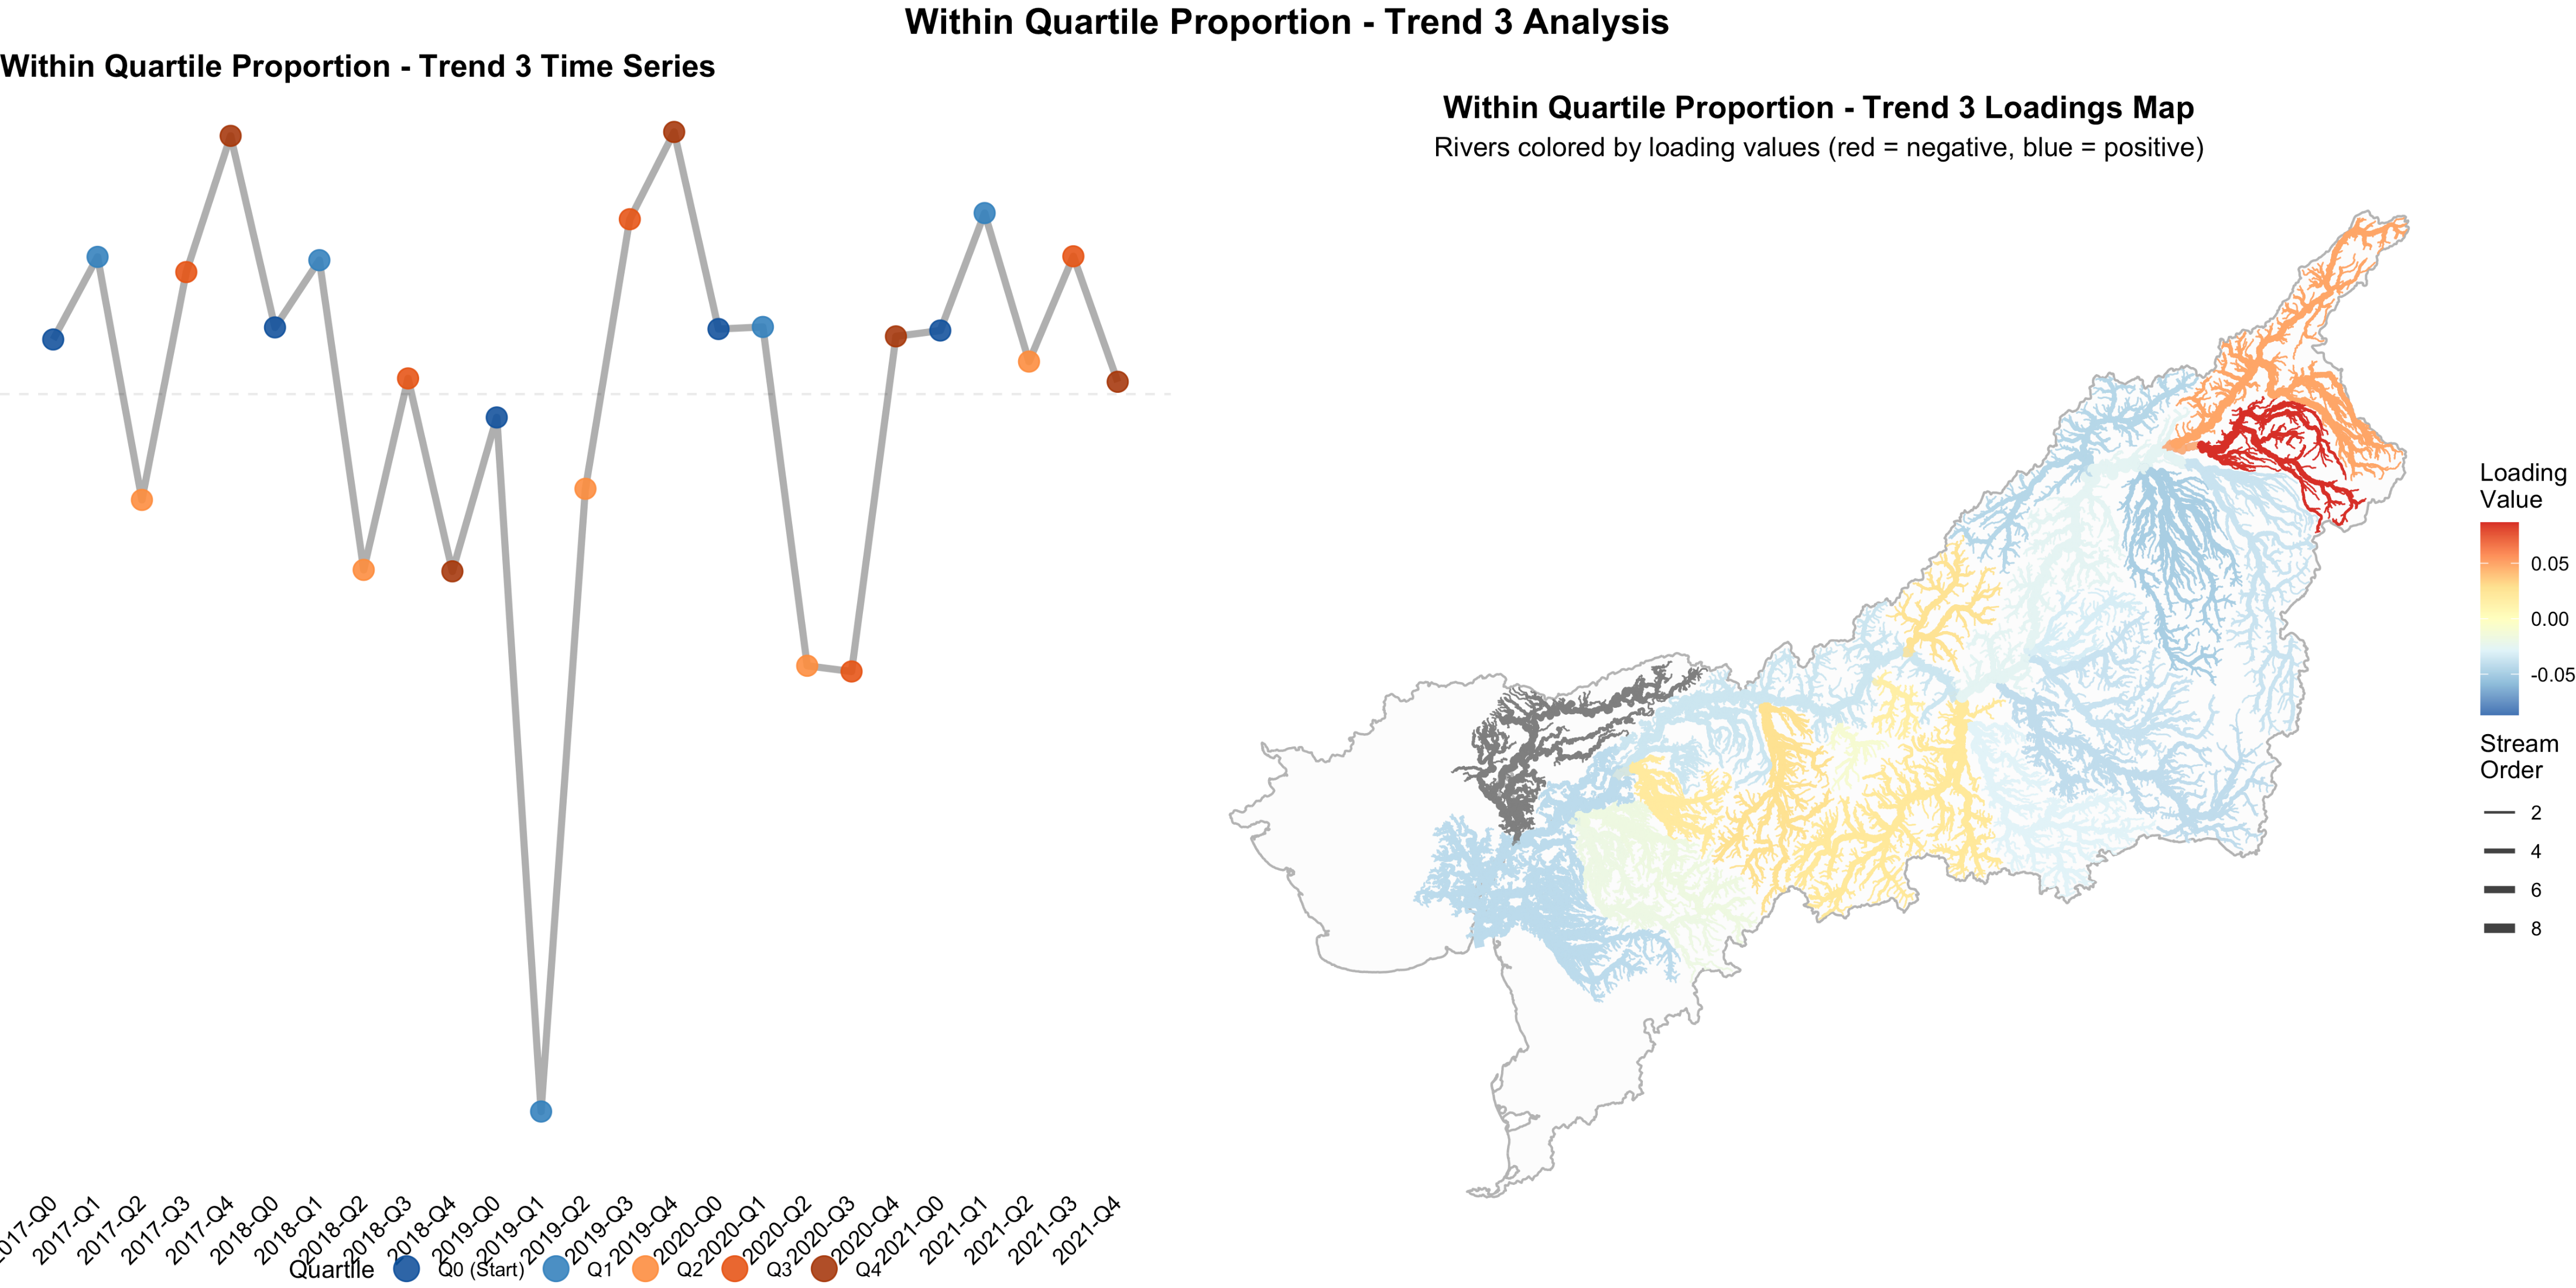 Within Quartile Proportion - Trend 3 Analysis
Within Quartile Proportion - Trend 3 Time Series
2017-Q0
2017-Q1
2017-Q2
2017-Q3
2017-Q4
2018-Q0
2018-Q1
2018-Q2
2018-Q3
2018-Q4
2019-Q0
2019-Q1
2019-Q2
2019-Q3
2019-Q4
2020-Q0
2020-Q1
2020-Q2
2020-Q3
2020-Q4
2021-Q0
2021-Q1
2021-Q2
2021-Q3
2021-Q4
Quartile Q0 (Start) Q1 Q2 Q3 Q4
Within Quartile Proportion - Trend 3 Loadings Map
Rivers colored by loading values (red = negative, blue = positive)
Loading
Value
0.05
0.00
-0.05
Stream
Order
2
4
6
8